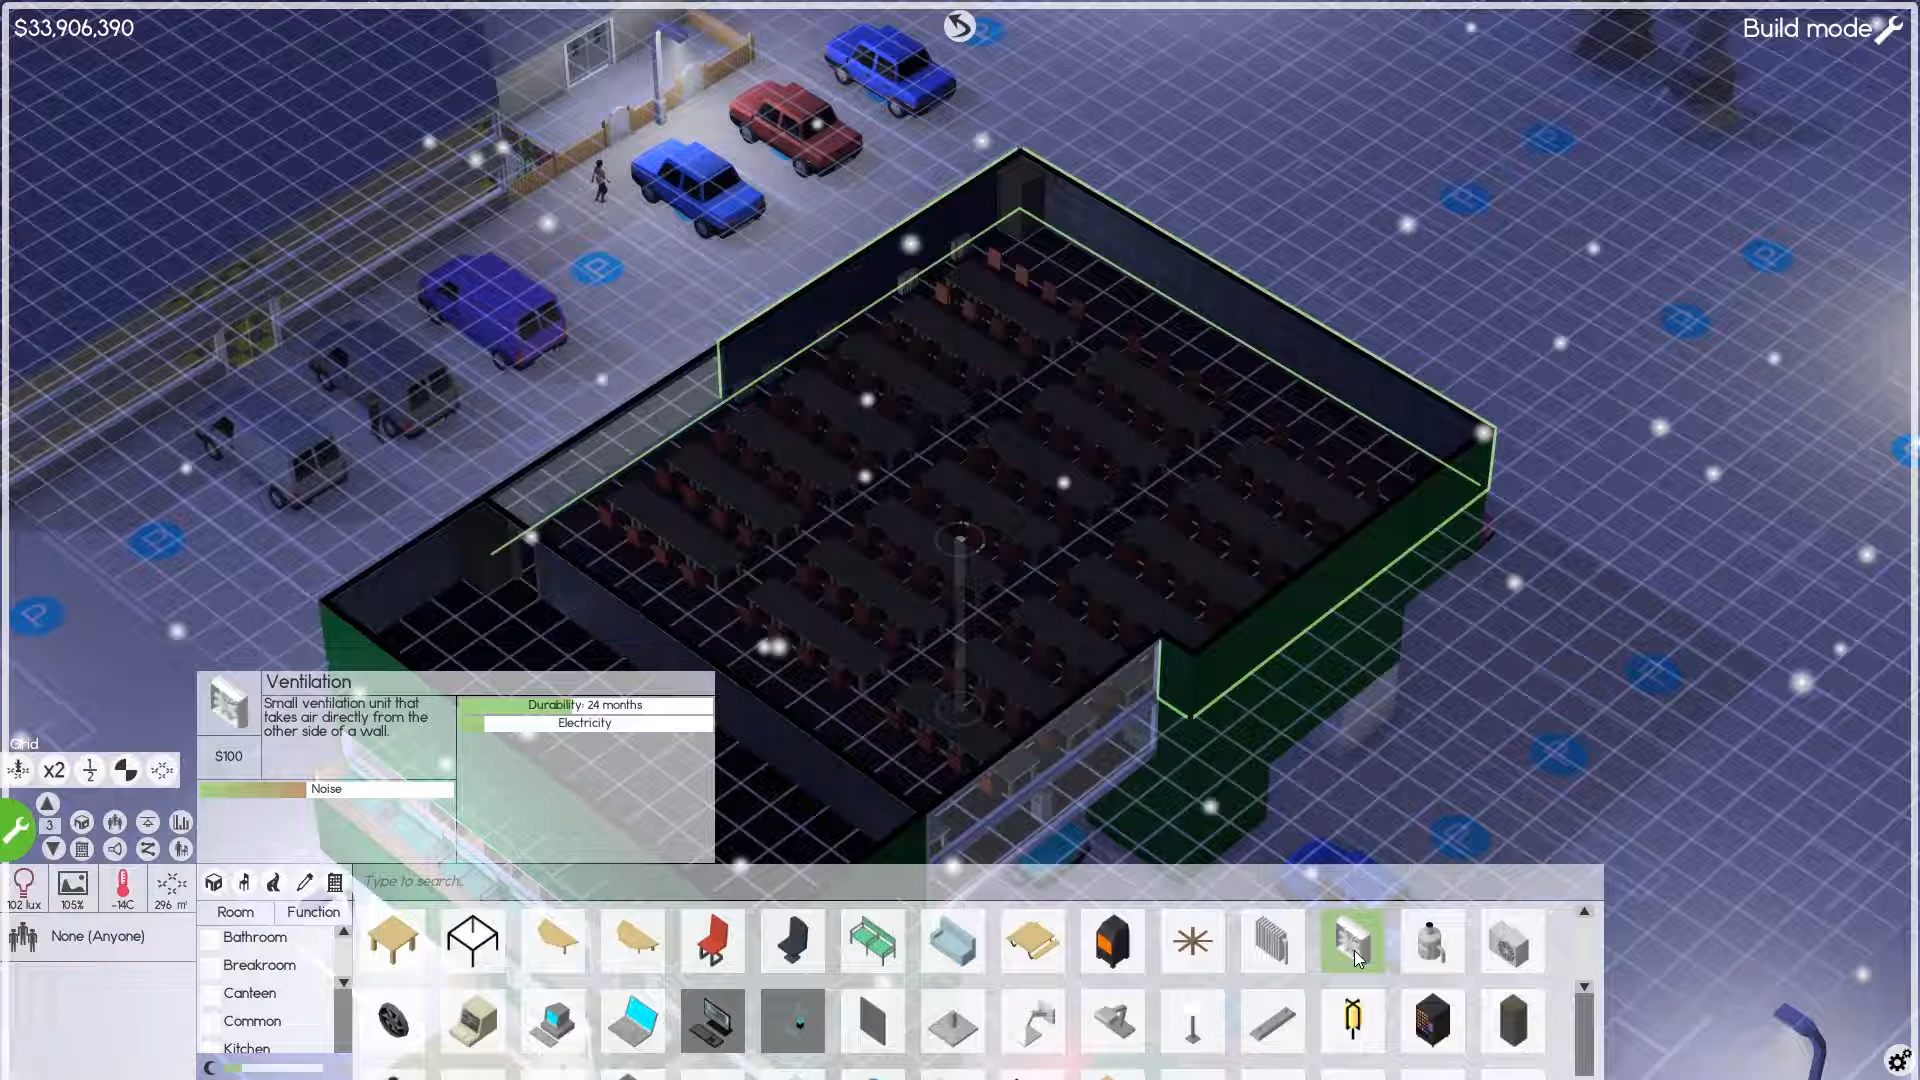 $33,906,390
Build mode
Ventilation
Small ventilation unit that
takes air directly from the
other side of a wall.
Durability: 24 months
Electricity
$100
Noise
Grid
x2
1
2
3
102 lux
105%
-14C
296 m²
None (Anyone)
Type to search..
Room
Function
Bathroom
Breakroom
Canteen
Common
Kitchen